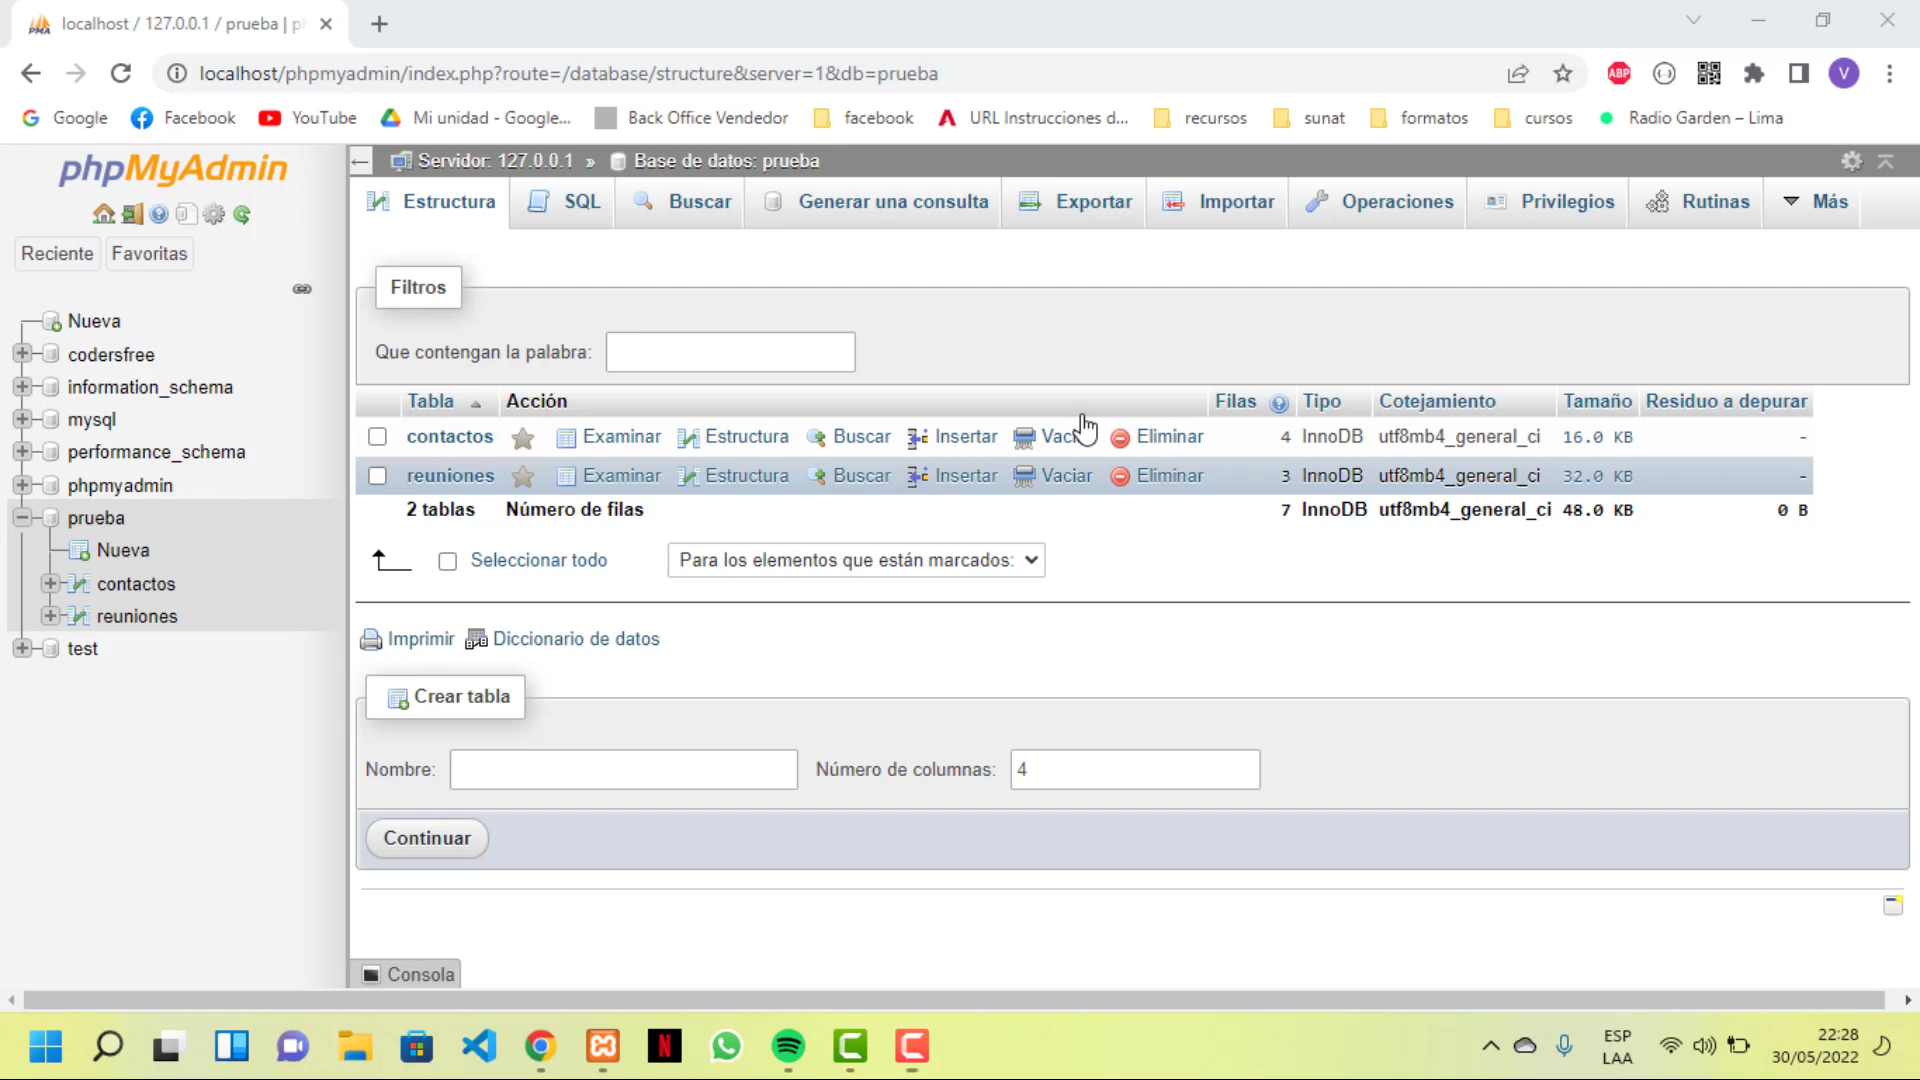 localhost / 127.0.0.1 / prueba | p
localhost/phpmyadmin/index.php?route=/database/structure&server=1&db=prueba
ABP
V
Google
Facebook
YouTube
Mi unidad - Google...
Back Office Vendedor
facebook
URL Instrucciones d...
recursos
sunat
formatos
cursos
Radio Garden – Lima
phpMyAdmin
Reciente
Favoritas
Nueva
codersfree
information_schema
mysql
performance_schema
phpmyadmin
prueba
Nueva
contactos
reuniones
test
Servidor: 127.0.0.1 » Base de datos: prueba
Estructura
SQL
Buscar
Generar una consulta
Exportar
Importar
Operaciones
Privilegios
Rutinas
Más
Filtros
Que contengan la palabra:
Tabla Acción Filas Tipo Cotejamiento Tamaño Residuo a depurar
contactos Examinar Estructura Buscar Insertar Vaciar Eliminar 4 InnoDB utf8mb4_general_ci 16.0 KB -
reuniones Examinar Estructura Buscar Insertar Vaciar Eliminar 3 InnoDB utf8mb4_general_ci 32.0 KB -
2 tablas Número de filas 7 InnoDB utf8mb4_general_ci 48.0 KB 0 B
Seleccionar todo
Para los elementos que están marcados:
Imprimir
Diccionario de datos
Crear tabla
Nombre:
Número de columnas: 4
Continuar
Consola
ESP
LAA
22:28
30/05/2022